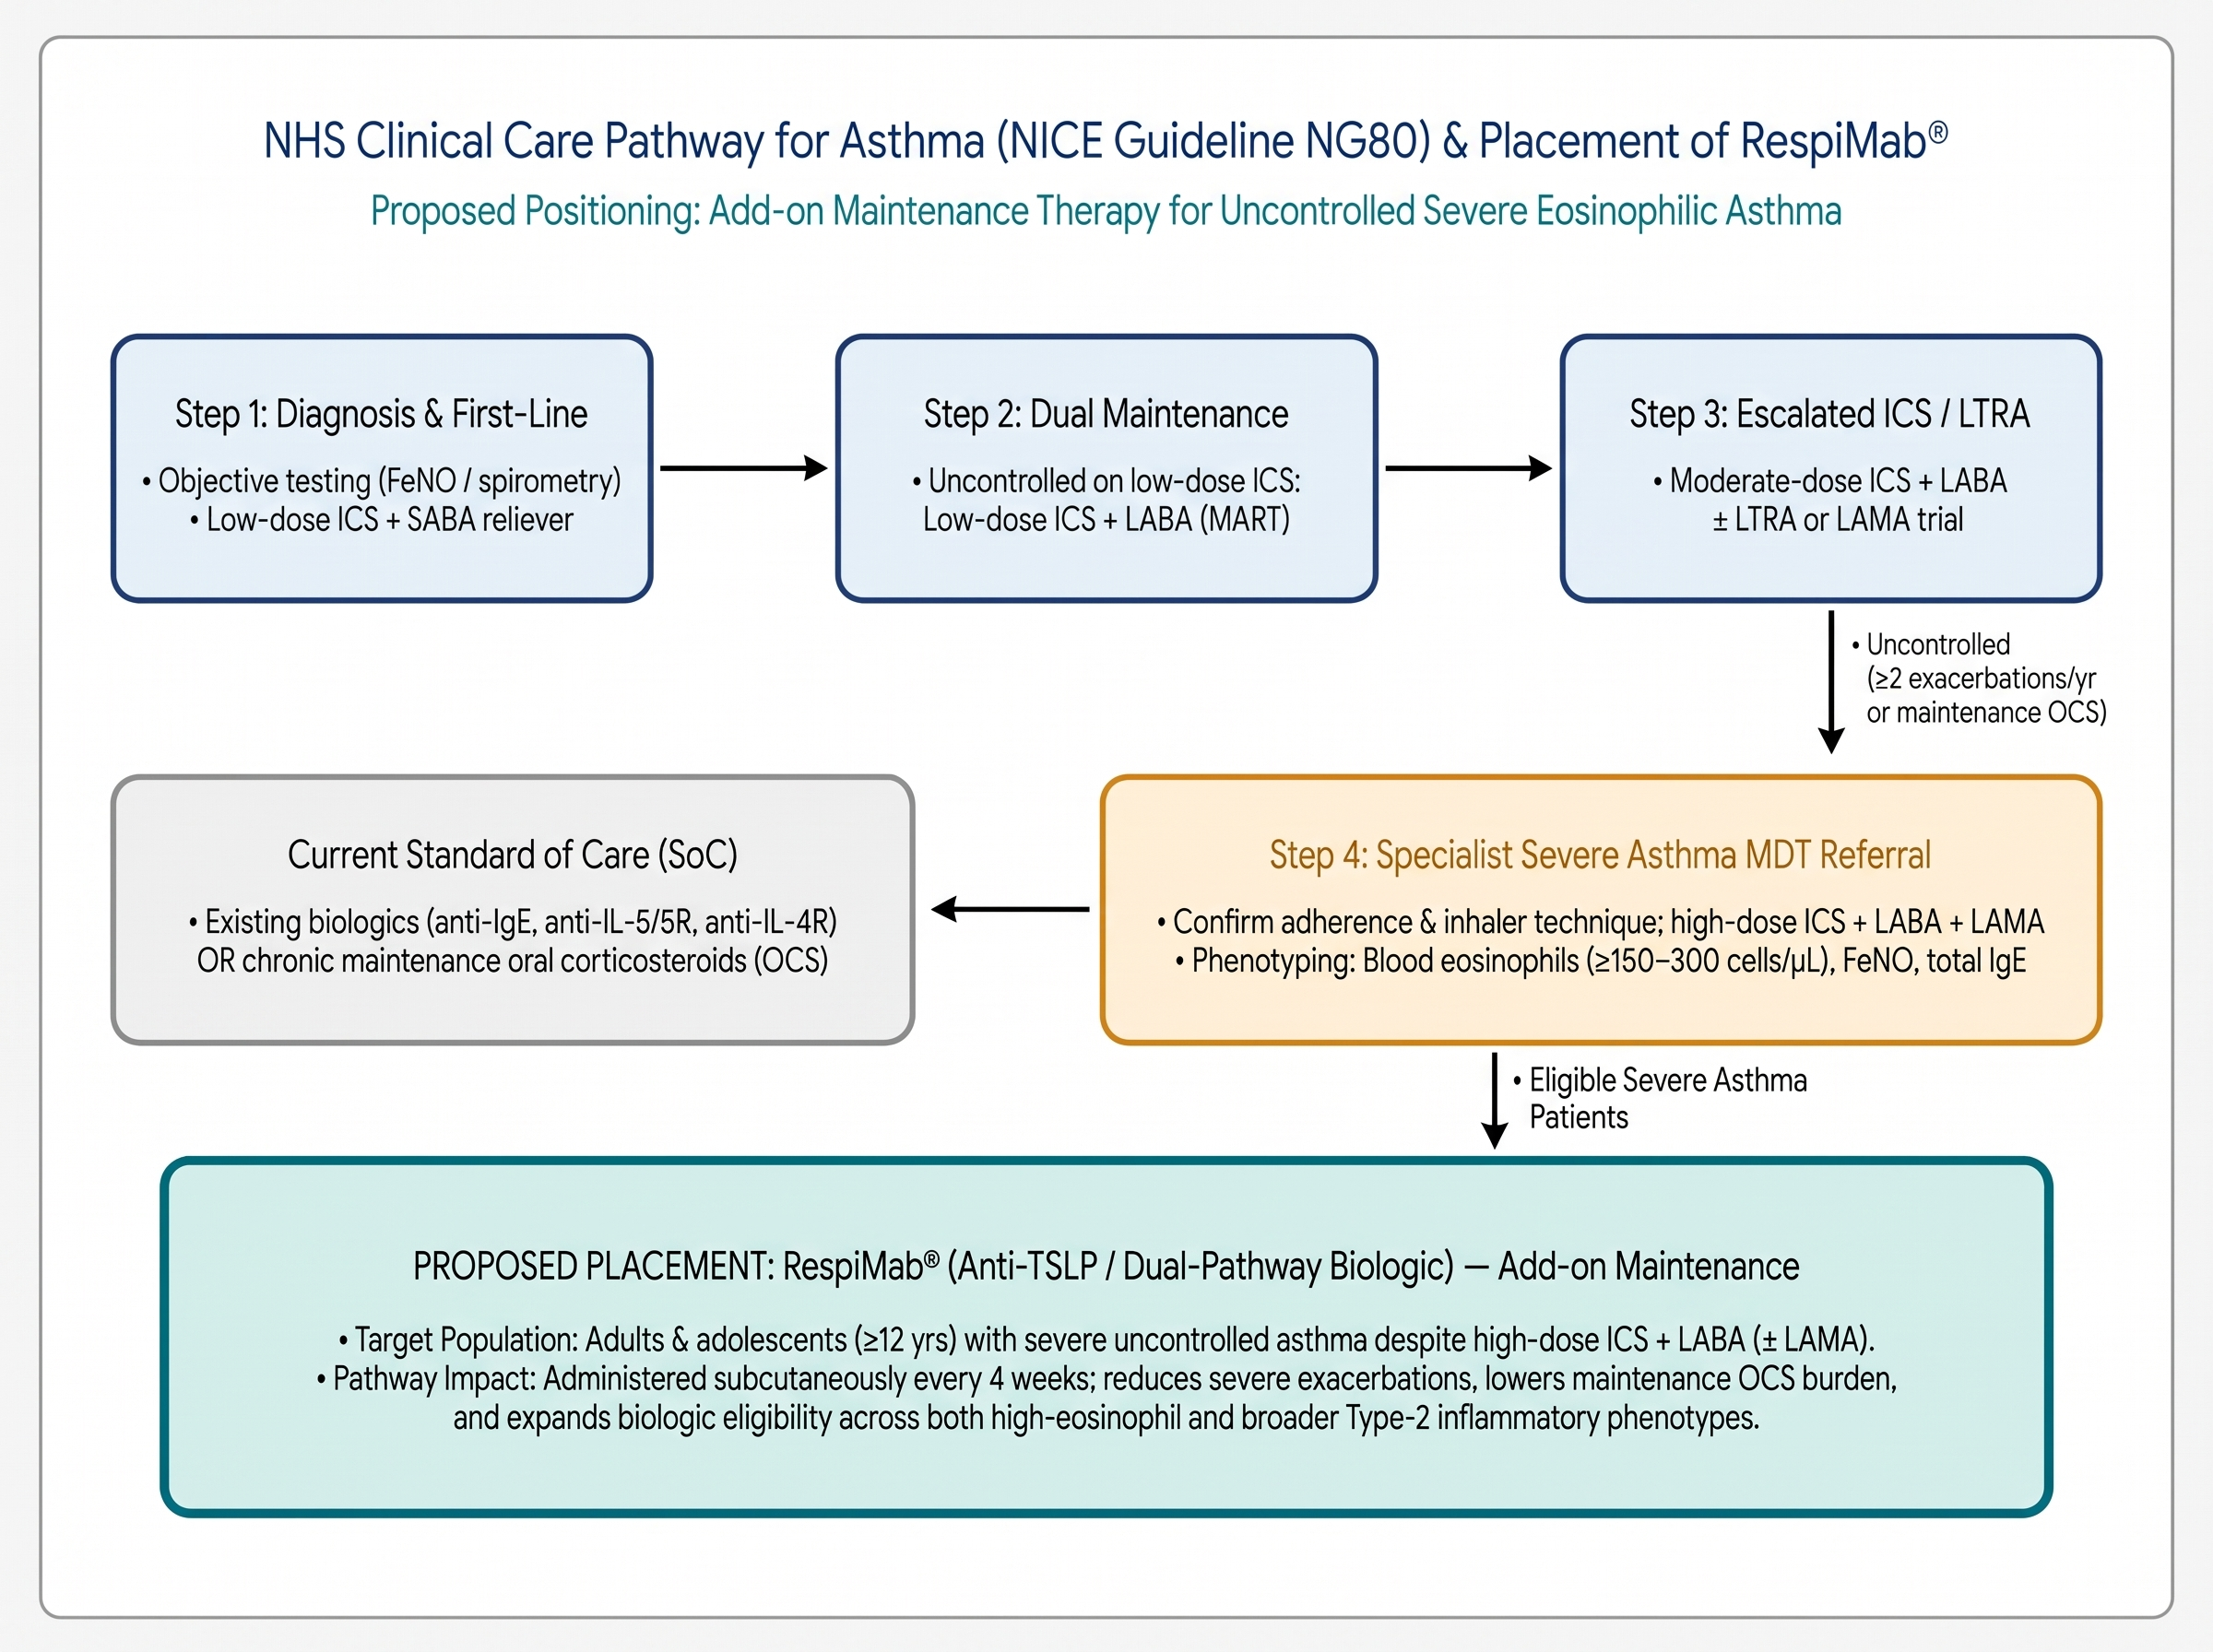 NHS Clinical Care Pathway for Asthma (NICE Guideline NG80) & Placement of RespiMab®
Proposed Positioning: Add-on Maintenance Therapy for Uncontrolled Severe Eosinophilic Asthma
Step 1: Diagnosis & First-Line
• Objective testing (FeNO / spirometry)
• Low-dose ICS + SABA reliever
Step 2: Dual Maintenance
• Uncontrolled on low-dose ICS:
Low-dose ICS + LABA (MART)
Step 3: Escalated ICS / LTRA
• Moderate-dose ICS + LABA
± LTRA or LAMA trial
• Uncontrolled
(≥2 exacerbations/yr
or maintenance OCS)
Current Standard of Care (SoC)
• Existing biologics (anti-IgE, anti-IL-5/5R, anti-IL-4R)
OR chronic maintenance oral corticosteroids (OCS)
Step 4: Specialist Severe Asthma MDT Referral
• Confirm adherence & inhaler technique; high-dose ICS + LABA + LAMA
• Phenotyping: Blood eosinophils (≥150–300 cells/µL), FeNO, total IgE
• Eligible Severe Asthma
Patients
PROPOSED PLACEMENT: RespiMab® (Anti-TSLP / Dual-Pathway Biologic) — Add-on Maintenance
• Target Population: Adults & adolescents (≥12 yrs) with severe uncontrolled asthma despite high-dose ICS + LABA (± LAMA).
• Pathway Impact: Administered subcutaneously every 4 weeks; reduces severe exacerbations, lowers maintenance OCS burden,
and expands biologic eligibility across both high-eosinophil and broader Type-2 inflammatory phenotypes.